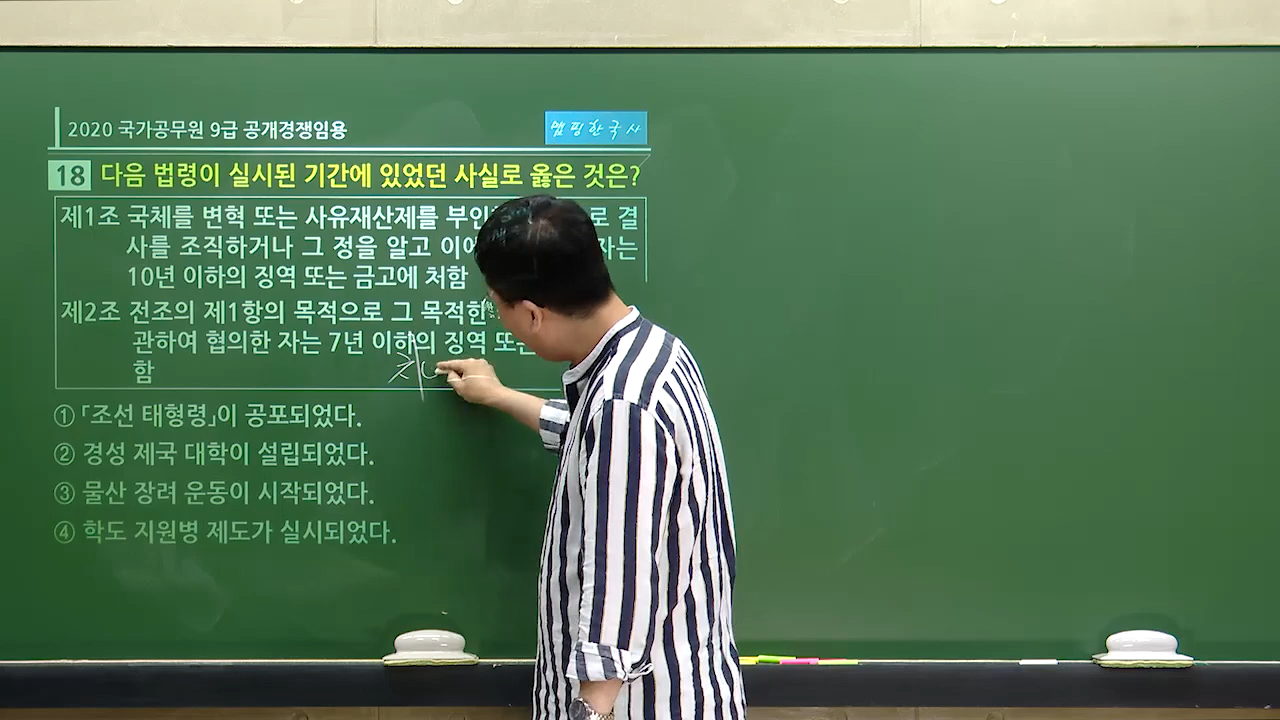 2020 국가공무원 9급 공개경쟁임용
맵핑한국사
18 다음 법령이 실시된 기간에 있었던 사실로 옳은 것은?
제1조 국체를 변혁 또는 사유재산제를 부인 로 결
사를 조직하거나 그 정을 알고 이에 자는
10년 이하의 징역 또는 금고에 처함
제2조 전조의 제1항의 목적으로 그 목적한
관하여 협의한 자는 7년 이하의 징역 또는
함
① 「조선 태형령」이 공포되었다.
② 경성 제국 대학이 설립되었다.
③ 물산 장려 운동이 시작되었다.
④ 학도 지원병 제도가 실시되었다.